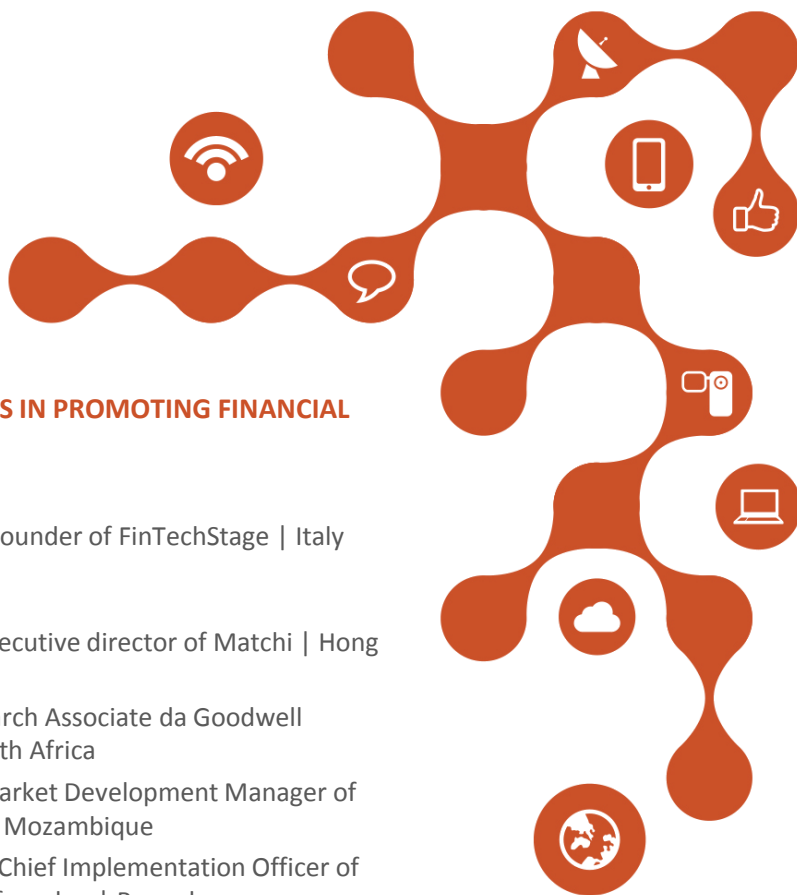 S IN PROMOTING FINANCIAL
ounder of FinTechStage | Italy
ecutive director of Matchi | Hong
rch Associate da Goodwell
th Africa
arket Development Manager of
Mozambique
Chief Implementation Officer of